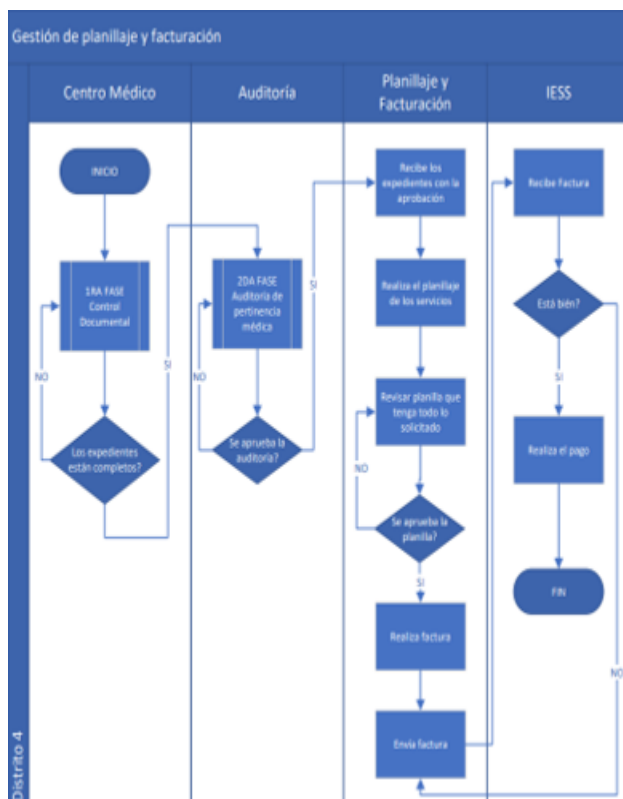 Gestión de planillaje y facturación
Centro Médico
Auditoría
Planillaje y
Facturación
IESS
Distrito 4
INICIO
1RA FASE
Control
Documental
NO
SI
Los expedientes
están completos?
2DA FASE
Auditoría de
pertinencia
médica
NO
SI
Se aprueba la
auditoría?
Recibe los
expedientes con la
aprobación
Realiza el planillaje
de los servicios
Revisar planilla que
tenga todo lo
solicitado
NO
Se aprueba la
planilla?
SI
Realiza factura
Envía factura
Recibe Factura
Está bién?
SI
NO
Realiza el pago
FIN